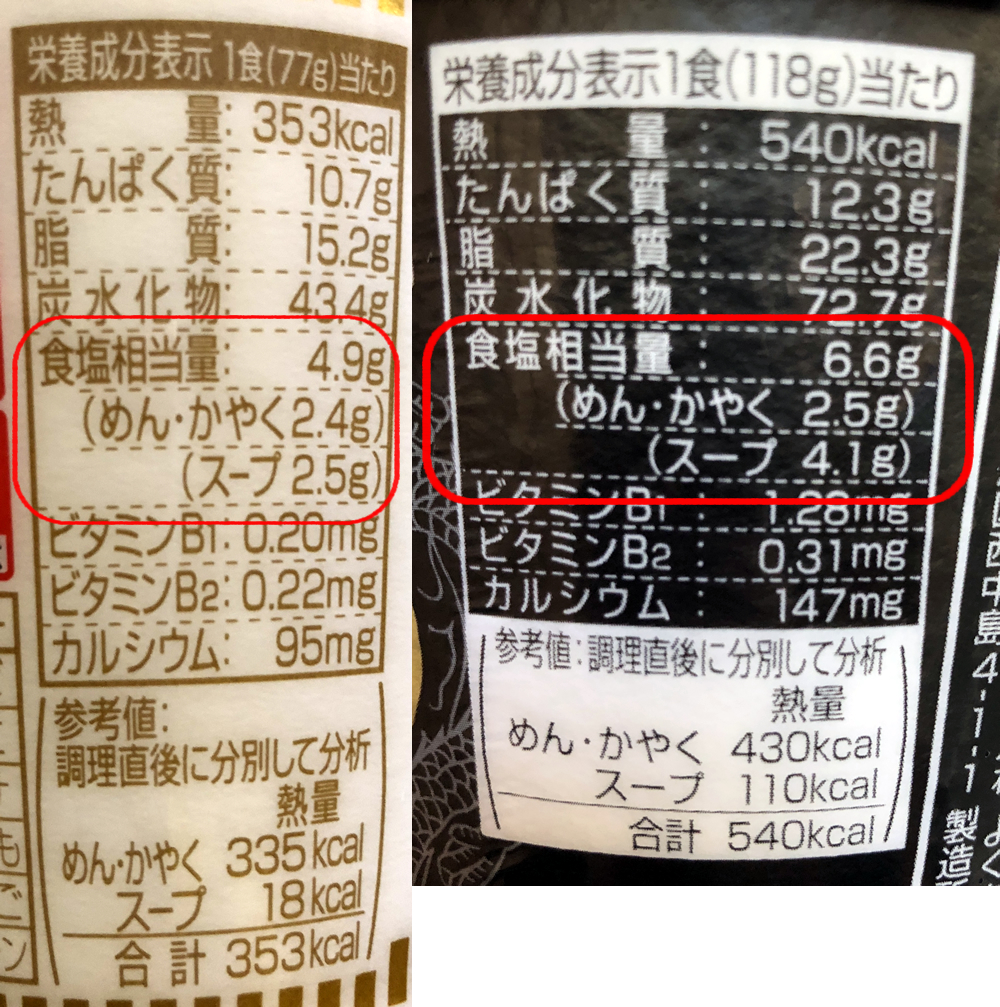 栄養成分表示 1食(77g)当たり
熱量: 353kcal
たんぱく質: 10.7g
脂質: 15.2g
炭水化物: 43.4g
食塩相当量: 4.9g
(めん・かやく2.4g)
(スープ 2.5g)
ビタミンB1: 0.20mg
ビタミンB2: 0.22mg
カルシウム: 95mg
参考値:
調理直後に分別して分析
熱量
めん・かやく 335kcal
スープ 18kcal
合計 353kcal
栄養成分表示1食(118g)当たり
熱量: 540kcal
たんぱく質: 12.3g
脂質: 22.3g
炭水化物: 72.7g
食塩相当量: 6.6g
(めん・かやく 2.5g)
(スープ 4.1g)
ビタミンB1: 1.28mg
ビタミンB2: 0.31mg
カルシウム: 147mg
参考値:調理直後に分別して分析
熱量
めん・かやく 430kcal
スープ 110kcal
合計 540kcal
西中島4-1-1 製造